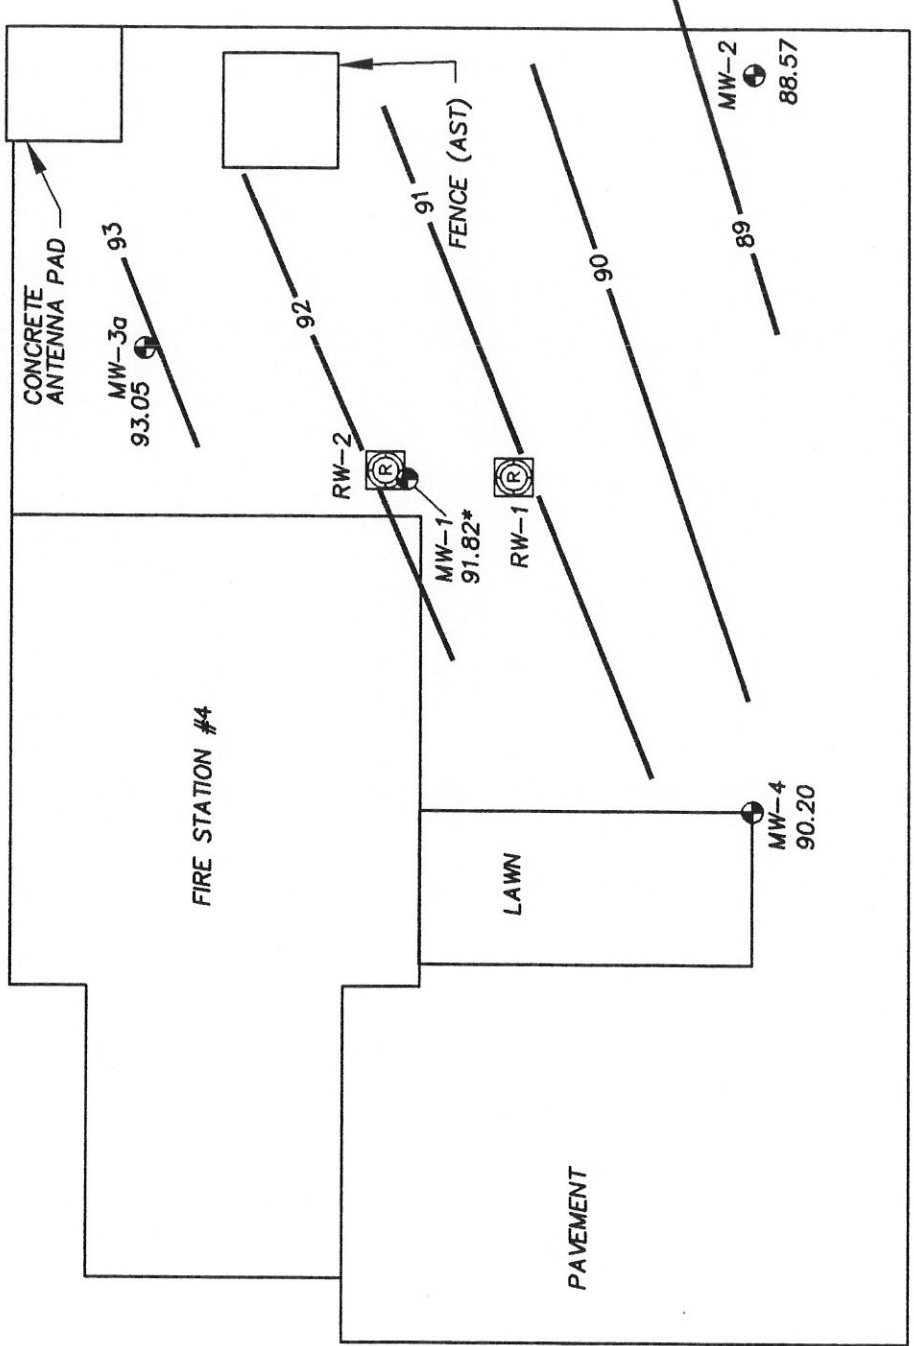 CONCRETE
ANTENNA PAD
93
MW-3a
93.05
92
91
FENCE (AST)
90
89
MW-2
88.57
RW-2
R
MW-1
91.82*
RW-1
R
FIRE STATION #4
LAWN
MW-4
90.20
PAVEMENT